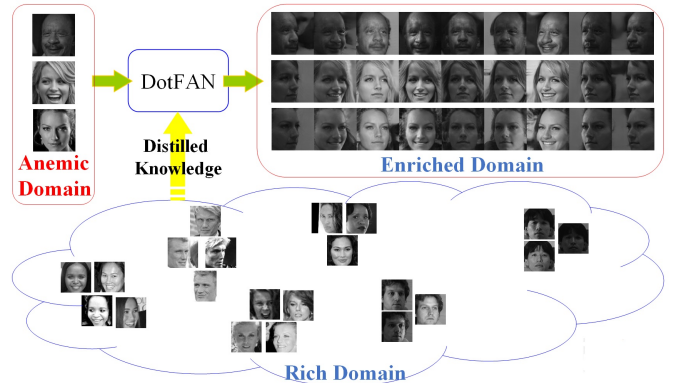 DotFAN
Anemic
Domain
Distilled
Knowledge
Enriched Domain
Rich Domain